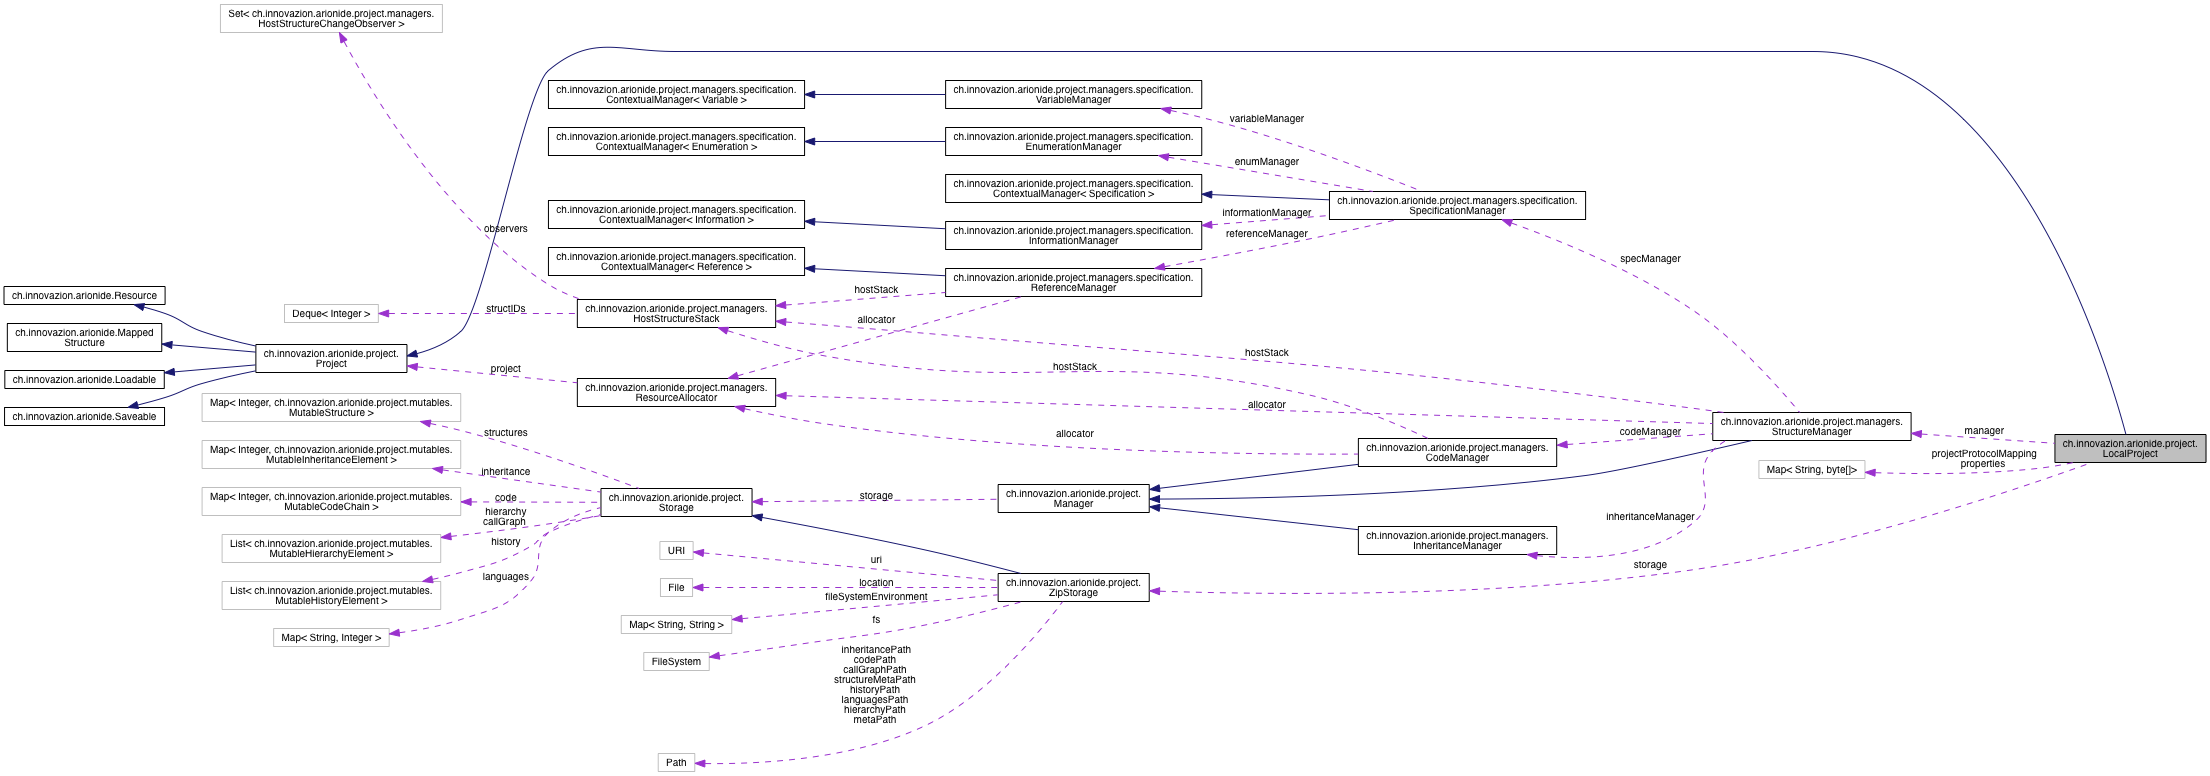 Set< ch.innovazion.arionide.project.managers.
HostStructureChangeObserver >
ch.innovazion.arionide.project.managers.specification.
ContextualManager< Variable >
ch.innovazion.arionide.project.managers.specification.
VariableManager
variableManager
ch.innovazion.arionide.project.managers.specification.
ContextualManager< Enumeration >
ch.innovazion.arionide.project.managers.specification.
EnumerationManager
enumManager
ch.innovazion.arionide.project.managers.specification.
ContextualManager< Specification >
ch.innovazion.arionide.project.managers.specification.
SpecificationManager
ch.innovazion.arionide.project.managers.specification.
ContextualManager< Information >
informationManager
ch.innovazion.arionide.project.managers.specification.
InformationManager
referenceManager
observers
ch.innovazion.arionide.project.managers.specification.
ContextualManager< Reference >
specManager
ch.innovazion.arionide.project.managers.specification.
ReferenceManager
hostStack
ch.innovazion.arionide.Resource
Deque< Integer >
structIDs
ch.innovazion.arionide.project.managers.
HostStructureStack
allocator
ch.innovazion.arionide.Mapped
Structure
ch.innovazion.arionide.project.
Project
hostStack
hostStack
project
ch.innovazion.arionide.Loadable
ch.innovazion.arionide.project.managers.
ResourceAllocator
allocator
ch.innovazion.arionide.Saveable
Map< Integer, ch.innovazion.arionide.project.mutables.
MutableStructure >
structures
allocator
codeManager
ch.innovazion.arionide.project.managers.
StructureManager
manager
ch.innovazion.arionide.project.
LocalProject
Map< Integer, ch.innovazion.arionide.project.mutables.
MutableInheritanceElement >
inheritance
ch.innovazion.arionide.project.managers.
CodeManager
projectProtocolMapping
properties
Map< String, byte[]>
Map< Integer, ch.innovazion.arionide.project.mutables.
MutableCodeChain >
code
ch.innovazion.arionide.project.
Storage
storage
ch.innovazion.arionide.project.
Manager
hierarchy
callGraph
inheritanceManager
List< ch.innovazion.arionide.project.mutables.
MutableHierarchyElement >
history
ch.innovazion.arionide.project.managers.
InheritanceManager
URI
uri
storage
languages
File
location
ch.innovazion.arionide.project.
ZipStorage
List< ch.innovazion.arionide.project.mutables.
MutableHistoryElement >
fileSystemEnvironment
Map< String, String >
fs
Map< String, Integer >
FileSystem
inheritancePath
codePath
callGraphPath
structureMetaPath
historyPath
languagesPath
hierarchyPath
metaPath
Path